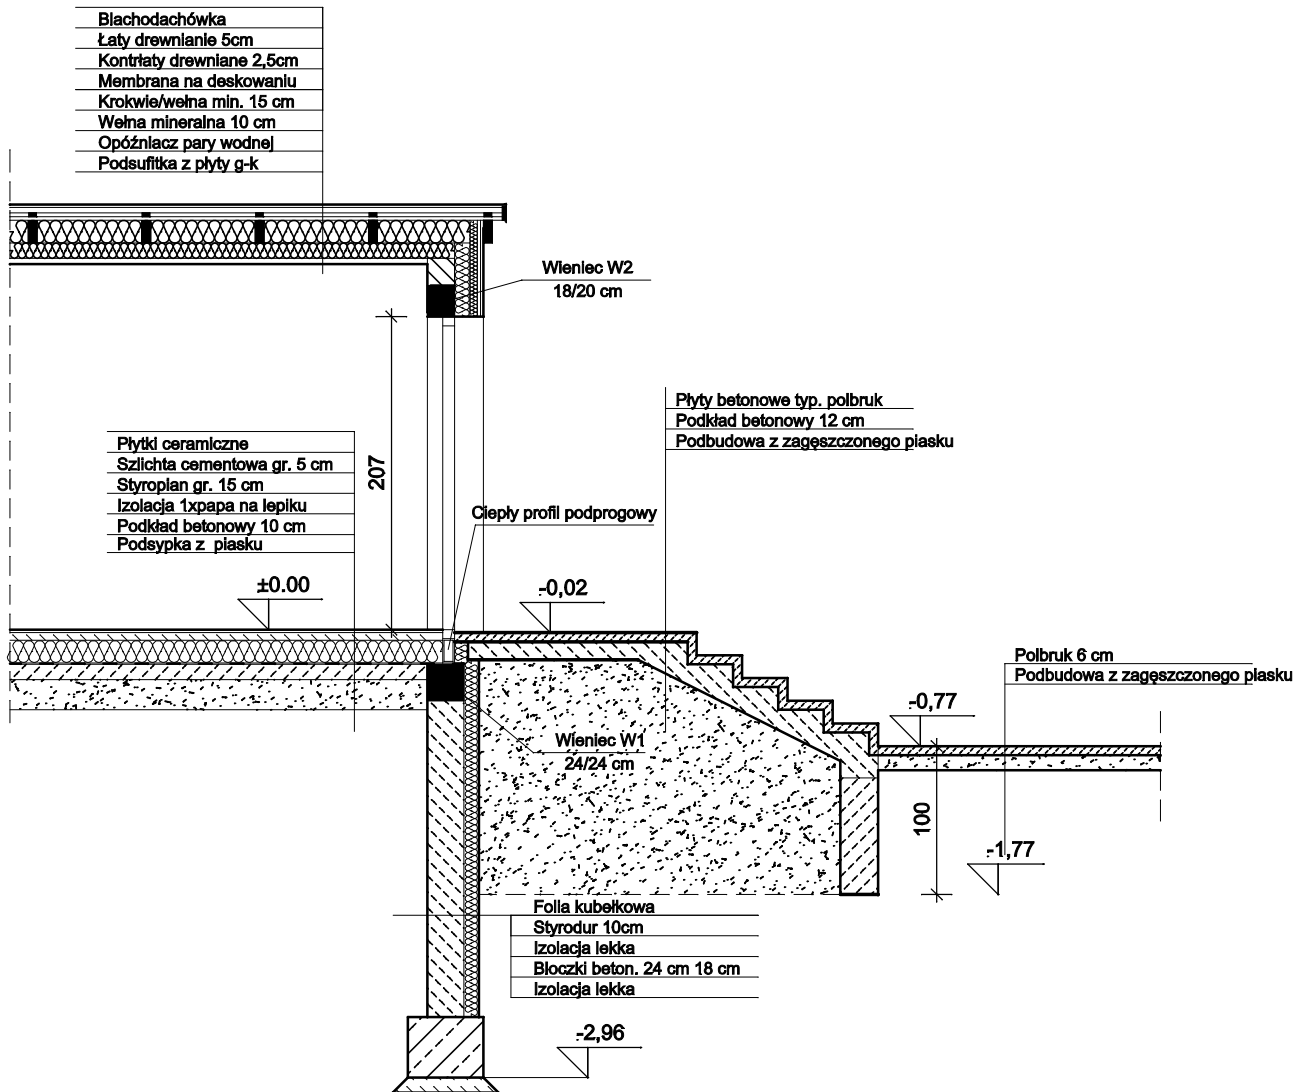 Blachodachówka
Łaty drewnianie 5cm
Kontrłaty drewniane 2,5cm
Membrana na deskowaniu
Krokwie/wełna min. 15 cm
Wełna mineralna 10 cm
Opóźniacz pary wodnej
Podsufitka z płyty g-k
Wieniec W2
18/20 cm
207
Płyty betonowe typ. polbruk
Podkład betonowy 12 cm
Podbudowa z zagęszczonego piasku
Płytki ceramiczne
Szlichta cementowa gr. 5 cm
Styropian gr. 15 cm
Izolacja 1xpapa na lepiku
Podkład betonowy 10 cm
Podsypka z piasku
Ciepły profil podprogowy
±0.00
-0,02
Polbruk 6 cm
Podbudowa z zagęszczonego piasku
-0,77
Wieniec W1
24/24 cm
100
-1,77
Folia kubełkowa
Styrodur 10cm
Izolacja lekka
Bloczki beton. 24 cm 18 cm
Izolacja lekka
-2,96